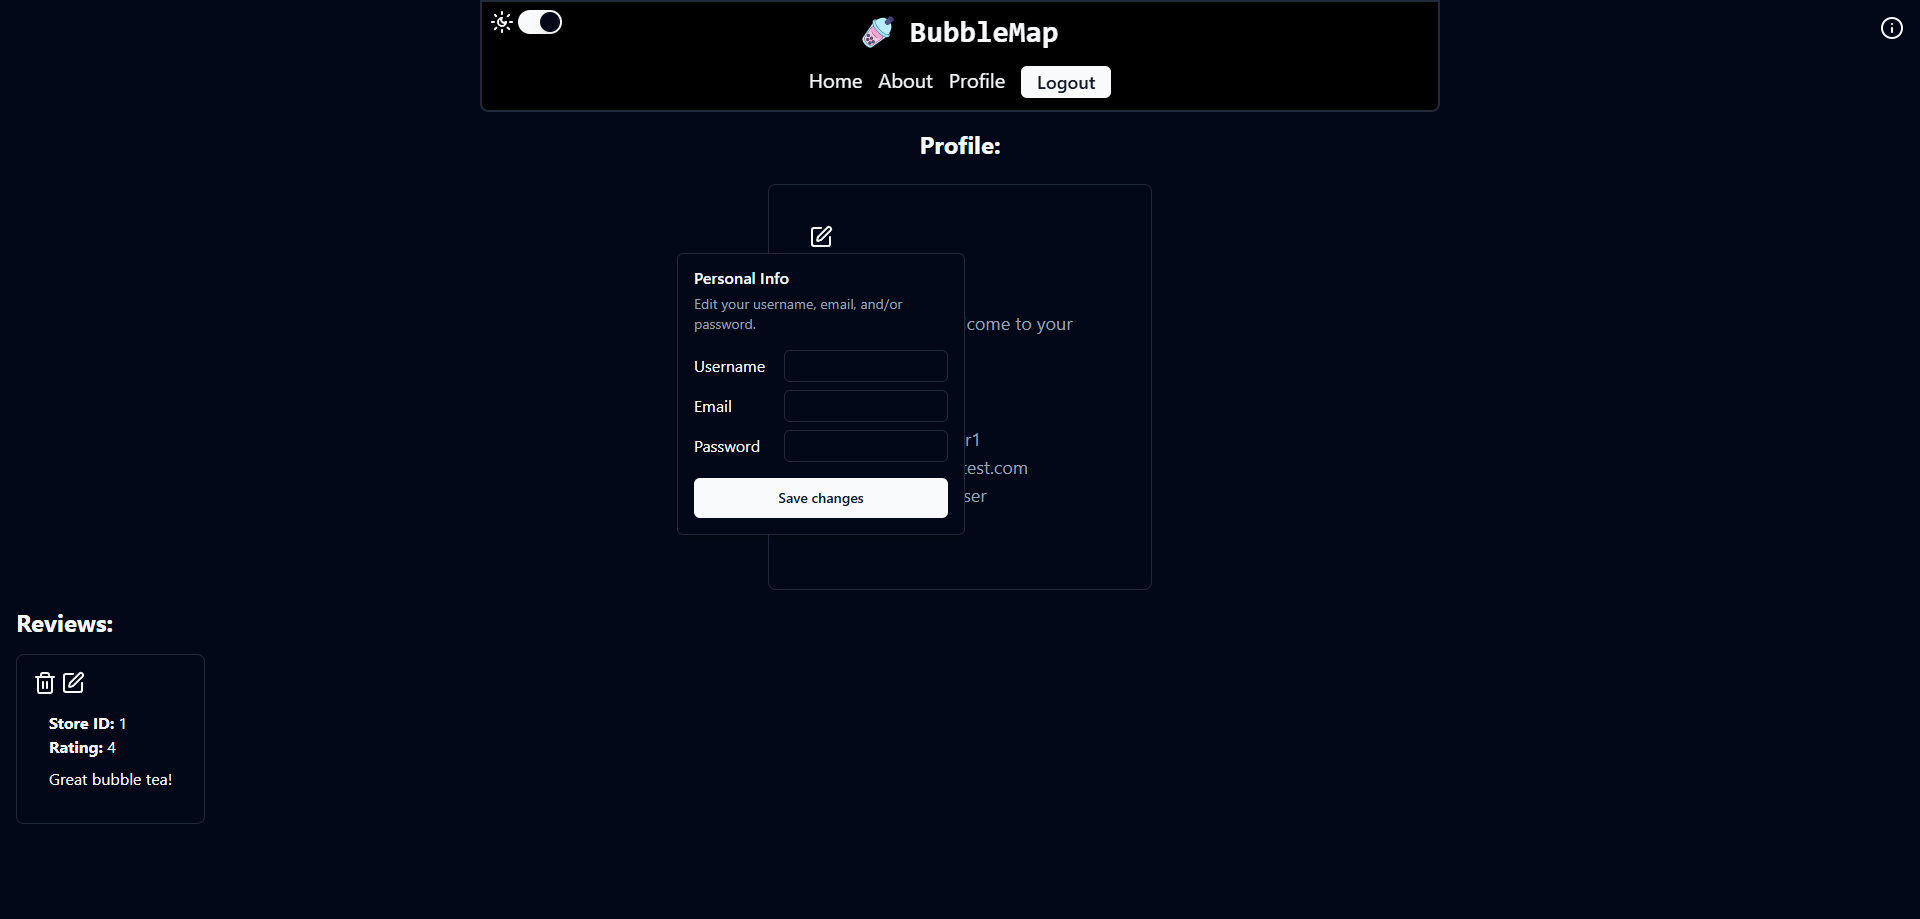 BubbleMap
Home About Profile Logout
Profile:
Personal Info
Edit your username, email, and/or
password.
come to your
Username
Email
Password
r1
test.com
ser
Save changes
Reviews:
Store ID: 1
Rating: 4
Great bubble tea!